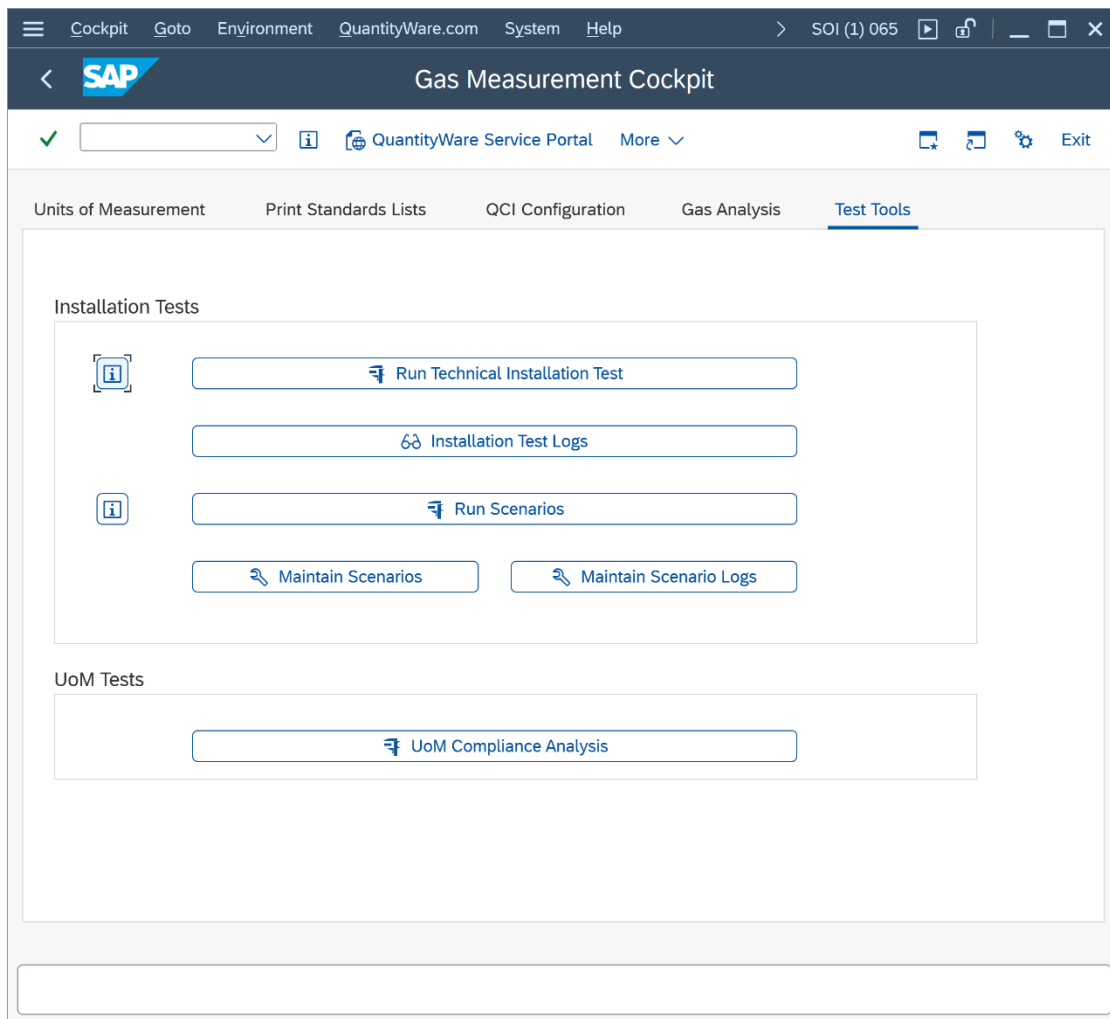 Cockpit Goto Environment QuantityWare.com System Help SOI (1) 065
SAP Gas Measurement Cockpit
QuantityWare Service Portal More Exit
Units of Measurement Print Standards Lists QCI Configuration Gas Analysis Test Tools
Installation Tests
Run Technical Installation Test
Installation Test Logs
Run Scenarios
Maintain Scenarios Maintain Scenario Logs
UoM Tests
UoM Compliance Analysis